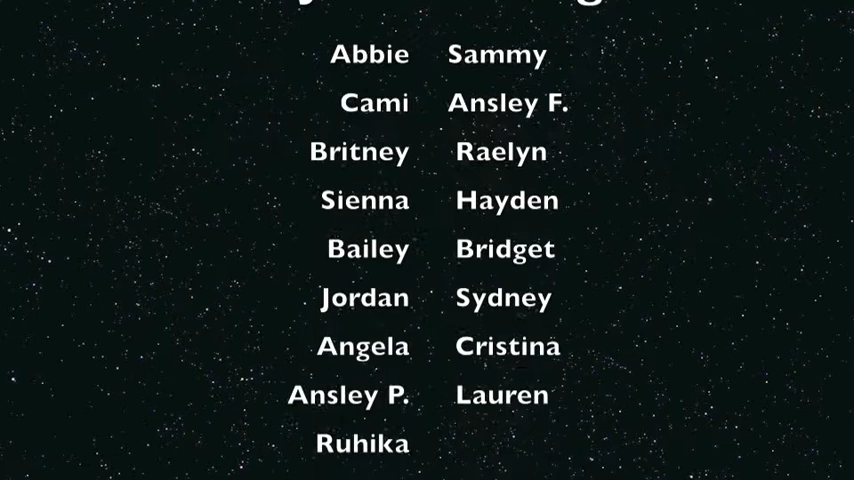 Abbie Sammy
Cami Ansley F.
Britney Raelyn
Sienna Hayden
Bailey Bridget
Jordan Sydney
Angela Cristina
Ansley P. Lauren
Ruhika